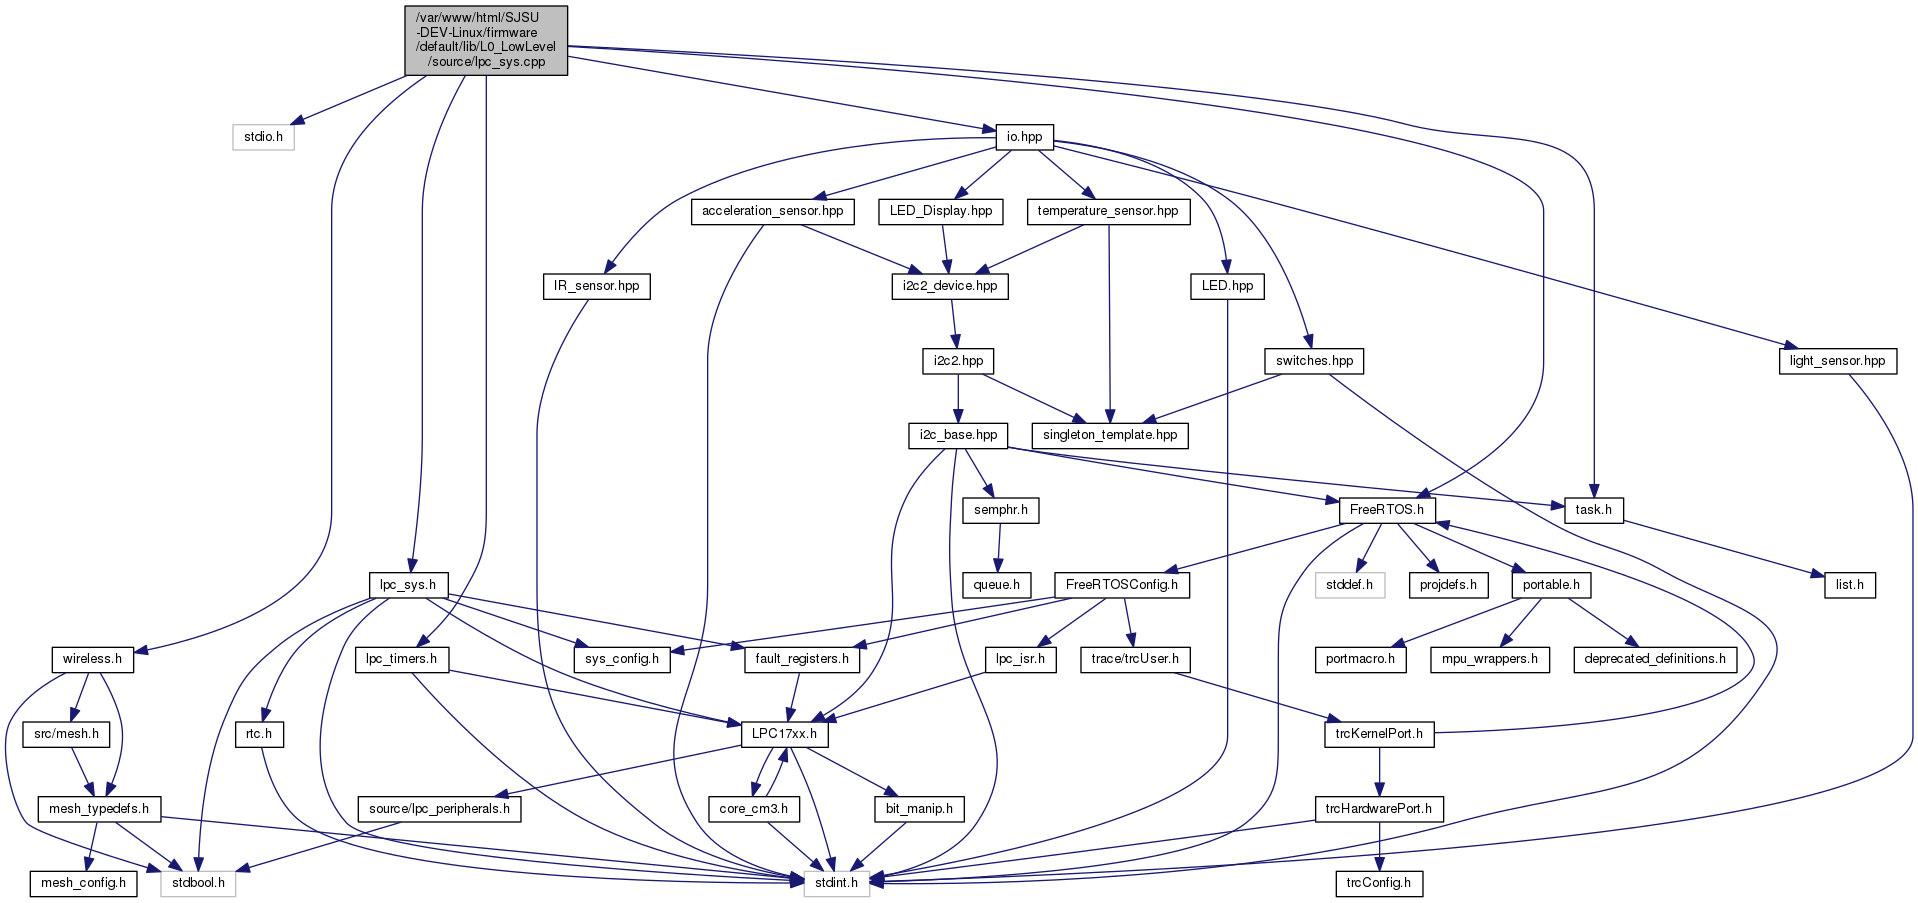 /var/www/html/SJSU
-DEV-Linux/firmware
/default/lib/L0_LowLevel
/source/lpc_sys.cpp
stdio.h
io.hpp
acceleration_sensor.hpp
LED_Display.hpp
temperature_sensor.hpp
IR_sensor.hpp
i2c2_device.hpp
LED.hpp
i2c2.hpp
switches.hpp
light_sensor.hpp
i2c_base.hpp
singleton_template.hpp
semphr.h
FreeRTOS.h
task.h
lpc_sys.h
queue.h
FreeRTOSConfig.h
stddef.h
projdefs.h
portable.h
list.h
wireless.h
lpc_timers.h
sys_config.h
fault_registers.h
lpc_isr.h
trace/trcUser.h
portmacro.h
mpu_wrappers.h
deprecated_definitions.h
src/mesh.h
rtc.h
LPC17xx.h
trcKernelPort.h
mesh_typedefs.h
source/lpc_peripherals.h
core_cm3.h
bit_manip.h
trcHardwarePort.h
mesh_config.h
stdbool.h
stdint.h
trcConfig.h